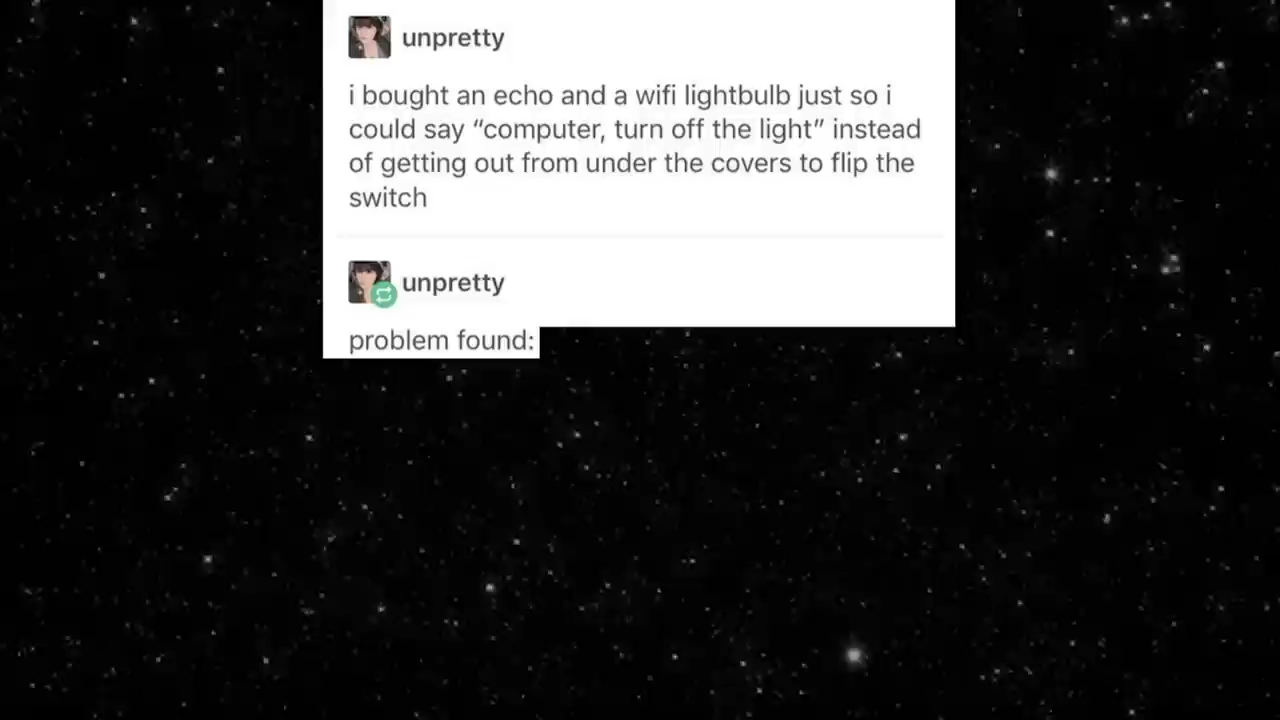 unpretty
i bought an echo and a wifi lightbulb just so i
could say “computer, turn off the light” instead
of getting out from under the covers to flip the
switch
unpretty
problem found: